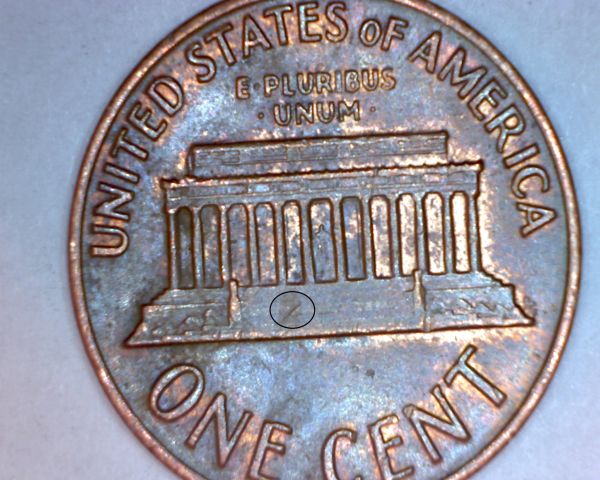 UNITED STATES OF AMERICA
E·PLURIBUS
·UNUM·
ONE CENT